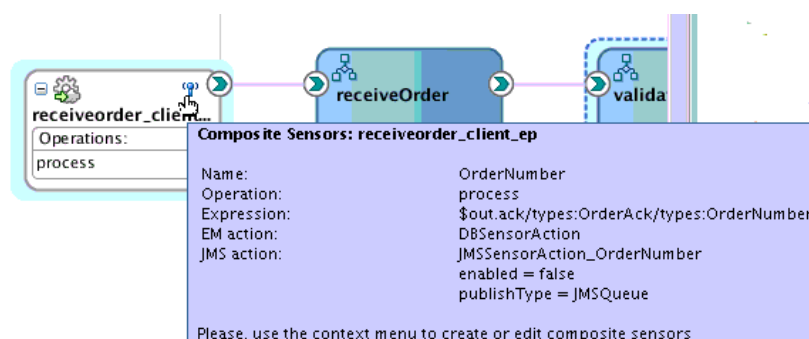 receiveorder_client...
Operations:
process
receiveOrder
valida
Composite Sensors: receiveorder_client_ep
Name: OrderNumber
Operation: process
Expression: $out.ack/types:OrderAck/types:OrderNumber
EM action: DBSensorAction
JMS action: JMSSensorAction_OrderNumber
enabled = false
publishType = JMSQueue
Please, use the context menu to create or edit composite sensors